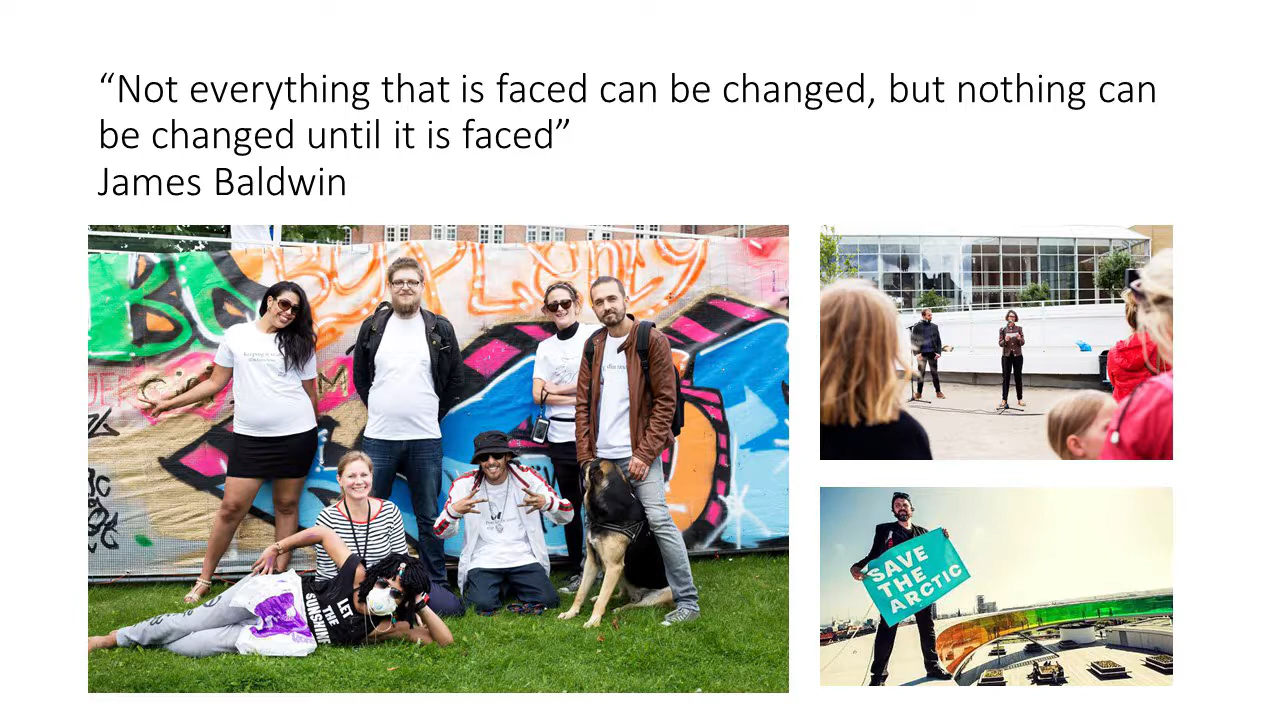 “Not everything that is faced can be changed, but nothing can
be changed until it is faced”
James Baldwin
LET
THE
SUNSHINE
SAVE
THE
ARCTIC